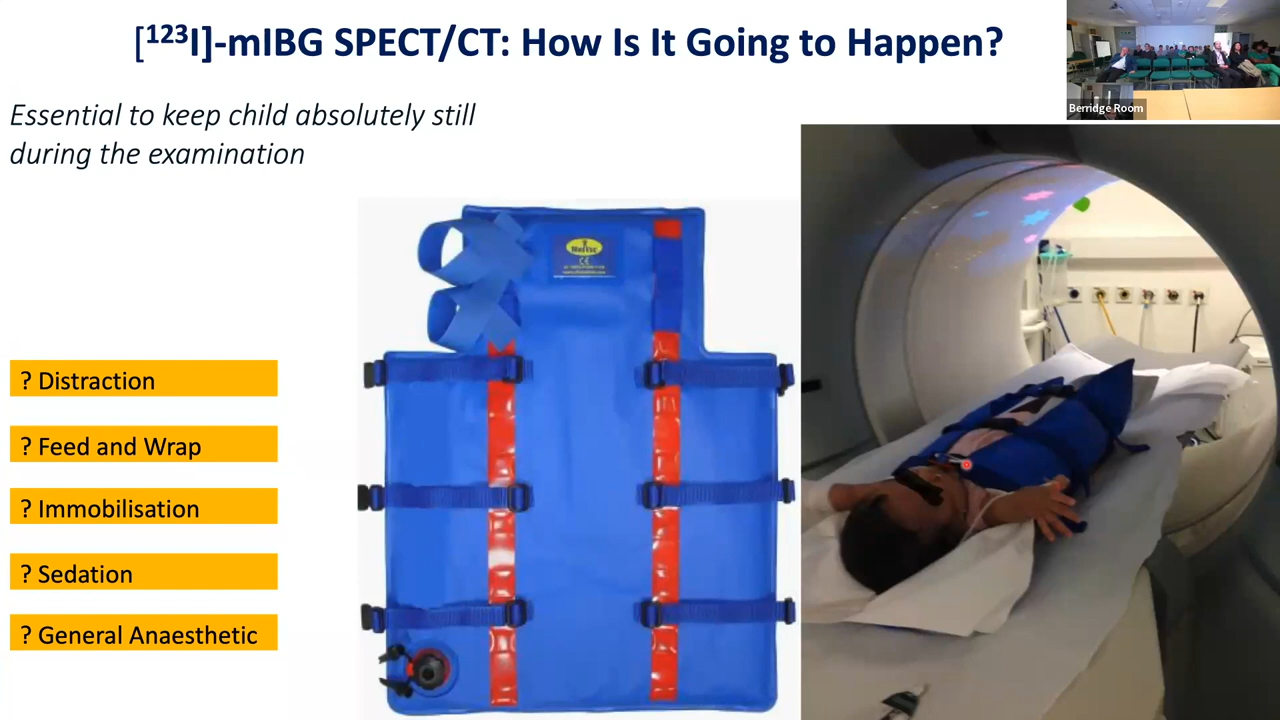 [¹²³I]-mIBG SPECT/CT: How Is It Going to Happen?
Berridge Room
Essential to keep child absolutely still
during the examination
? Distraction
? Feed and Wrap
? Immobilisation
? Sedation
? General Anaesthetic
CE